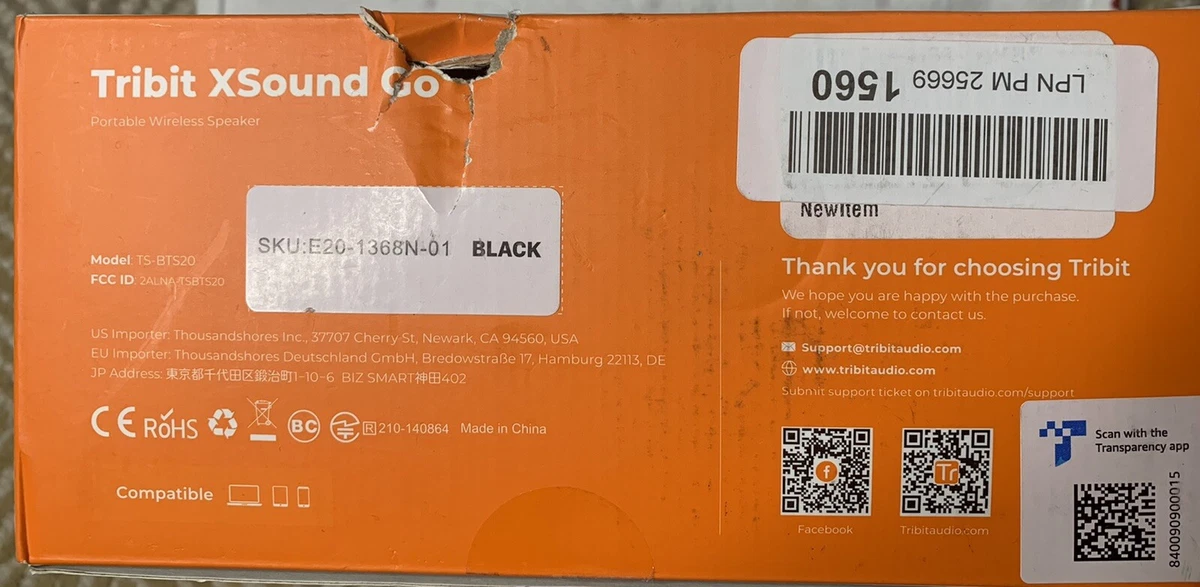 Tribit XSound Go
Portable Wireless Speaker
SKU:E20-1368N-01 BLACK
Model: TS-BTS20
FCC ID: 2ALNA-TSBTS20
US Importer: Thousandshores Inc., 37707 Cherry St, Newark, CA 94560, USA
EU Importer: Thousandshores Deutschland GmbH, Bredowstraße 17, Hamburg 22113, DE
JP Address: 東京都千代田区鍛治町1-10-6 BIZ SMART神田402
CE RoHS BC R 210-140864 Made in China
Compatible
LPN PM 25669 1560
NewItem
Thank you for choosing Tribit
We hope you are happy with the purchase.
If not, welcome to contact us.
Support@tribitaudio.com
www.tribitaudio.com
Submit support ticket on tribitaudio.com/support
f
Tr
Facebook
Tribitaudio.com
Scan with the
Transparency app
840090900015